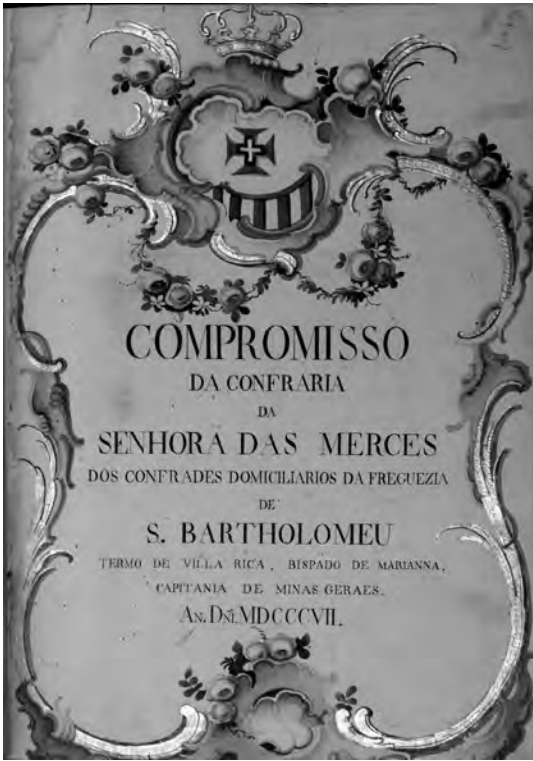 COMPROMISSO
DA CONFRARIA
DA
SENHORA DAS MERCES
DOS CONFRADES DOMICILIARIOS DA FREGUEZIA
DE
S. BARTHOLOMEU
TERMO DE VILLA RICA, BISPADO DE MARIANNA,
CAPITANIA DE MINAS GERAES.
AN. DNI. MDCCCVII.